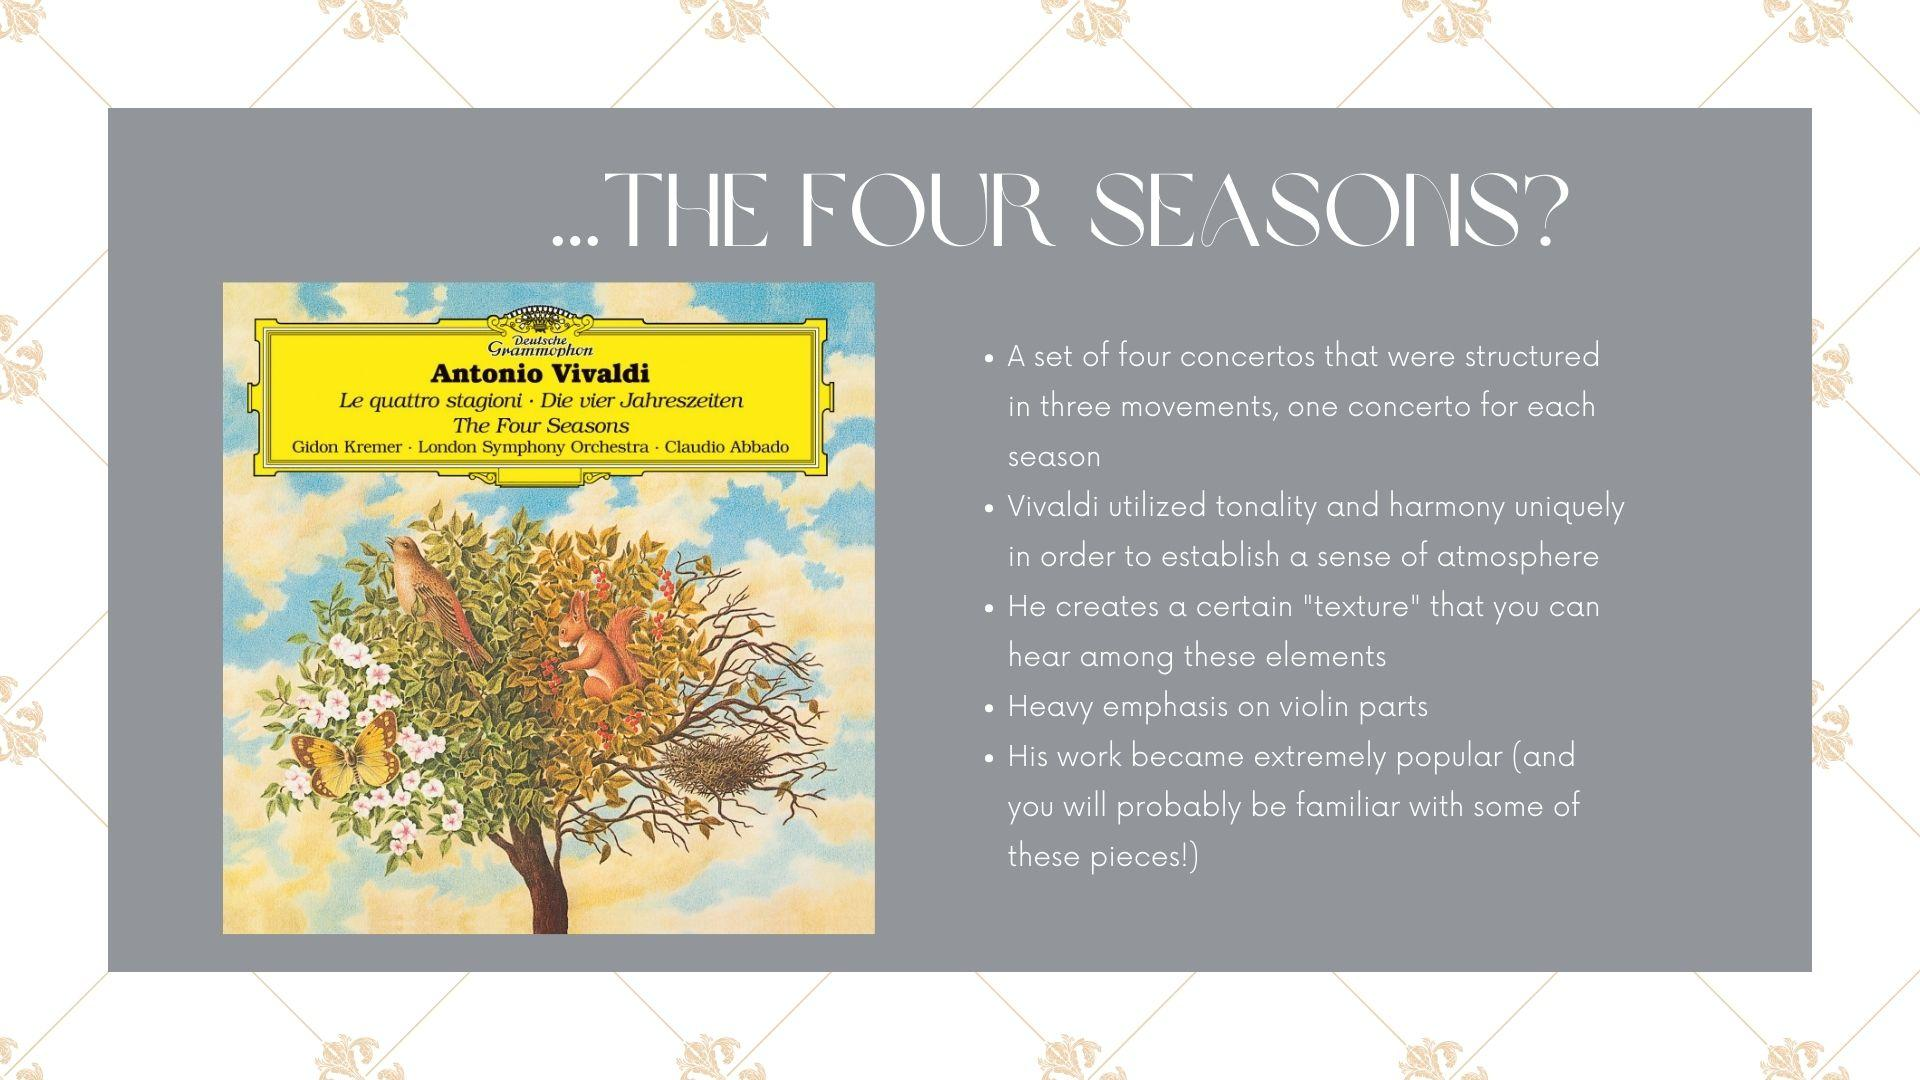 ...THE FOUR SEASONS?
Deutsche
Grammophon
Antonio Vivaldi
Le quattro stagioni · Die vier Jahreszeiten
The Four Seasons
Gidon Kremer · London Symphony Orchestra · Claudio Abbado
• A set of four concertos that were structured
in three movements, one concerto for each
season
• Vivaldi utilized tonality and harmony uniquely
in order to establish a sense of atmosphere
• He creates a certain "texture" that you can
hear among these elements
• Heavy emphasis on violin parts
• His work became extremely popular (and
you will probably be familiar with some of
these pieces!)